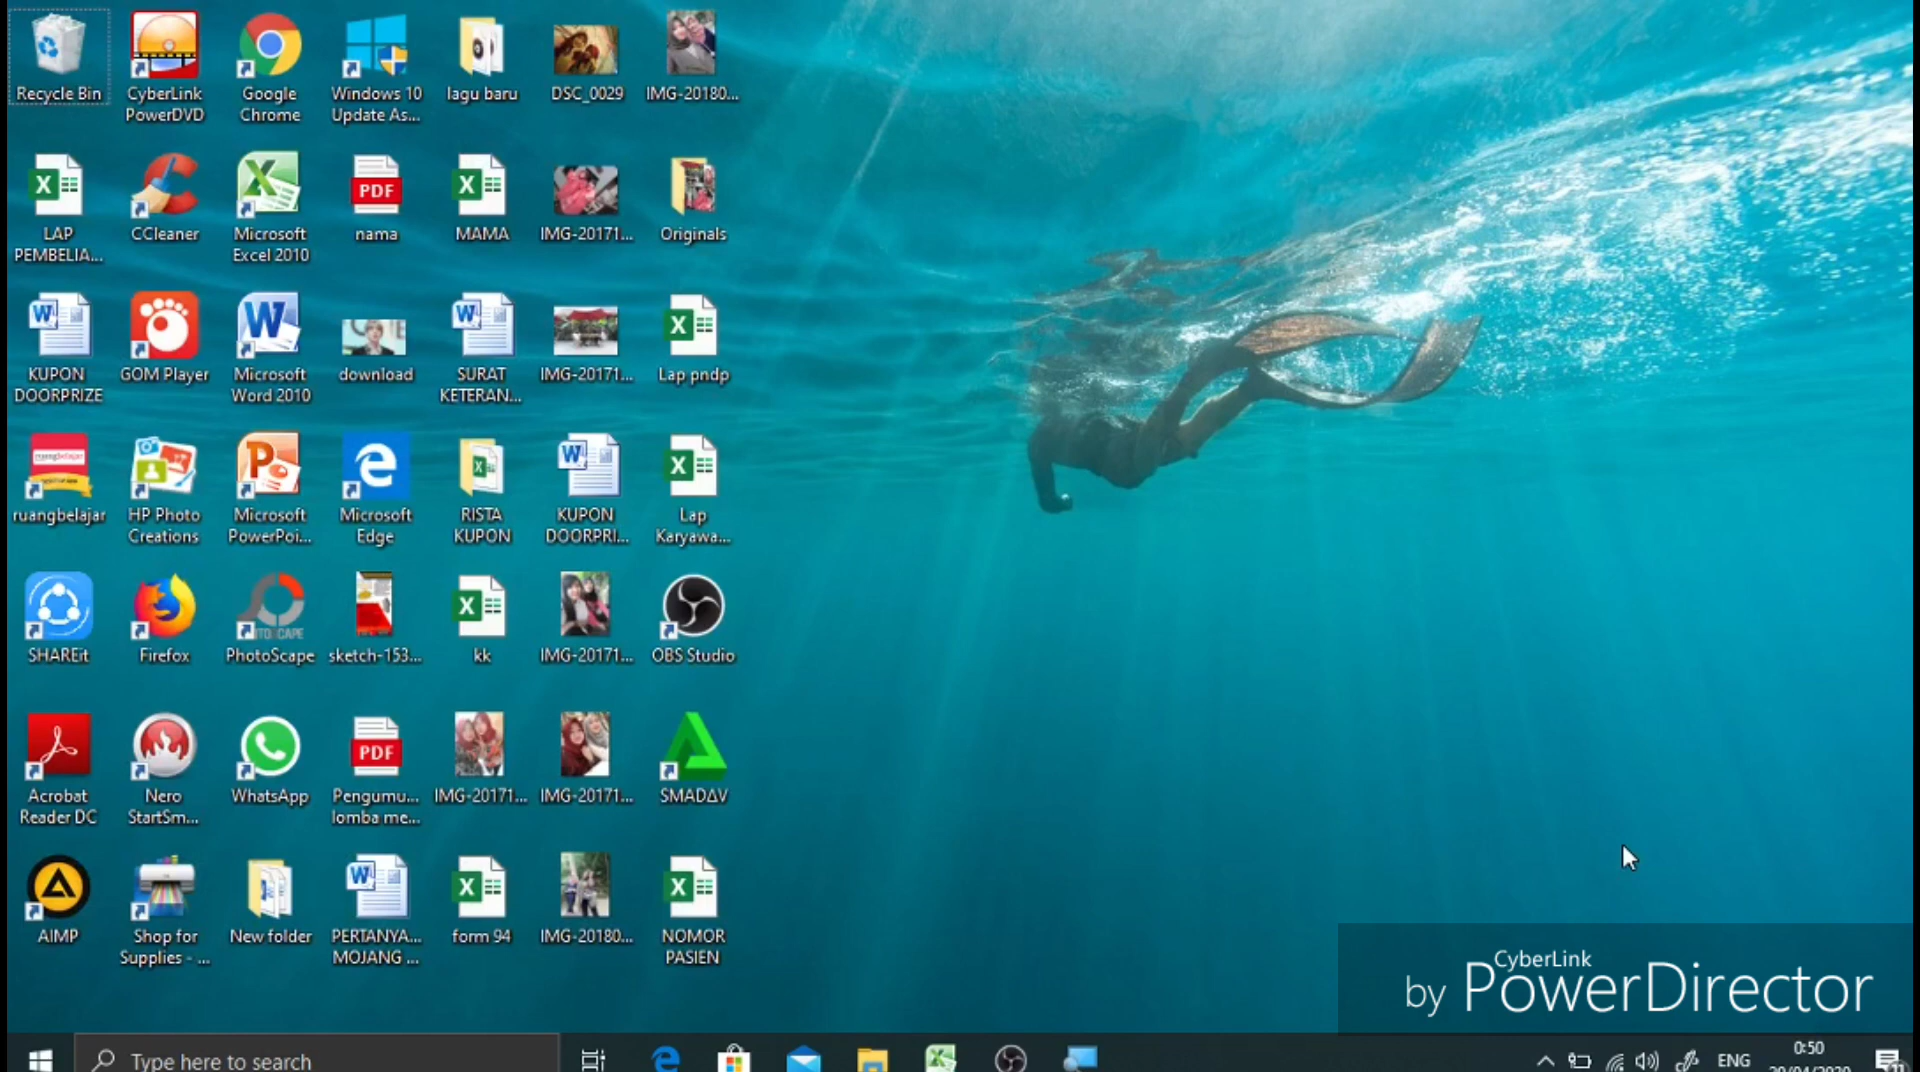 Recycle Bin
CyberLink
PowerDVD
Google
Chrome
Windows 10
Update As...
lagu baru
DSC_0029
IMG-20180...
LAP
PEMBELIA...
CCleaner
Microsoft
Excel 2010
PDF
nama
MAMA
IMG-20171...
Originals
KUPON
DOORPRIZE
GOM Player
Microsoft
Word 2010
download
SURAT
KETERAN...
IMG-20171...
Lap pndp
ruangbelajar
ruangbelajar
HP Photo
Creations
Microsoft
PowerPoi...
Microsoft
Edge
RISTA
KUPON
KUPON
DOORPRI...
Lap
Karyawa...
SHAREit
Firefox
PhotoScape
sketch-153...
kk
IMG-20171...
OBS Studio
Acrobat
Reader DC
Nero
StartSm...
WhatsApp
PDF
Pengumu...
lomba me...
IMG-20171...
IMG-20171...
SMADΔV
AIMP
Shop for
Supplies - ...
New folder
PERTANYA...
MOJANG ...
form 94
IMG-20180...
NOMOR
PASIEN
by CyberLink PowerDirector
Type here to search
ENG
0:50